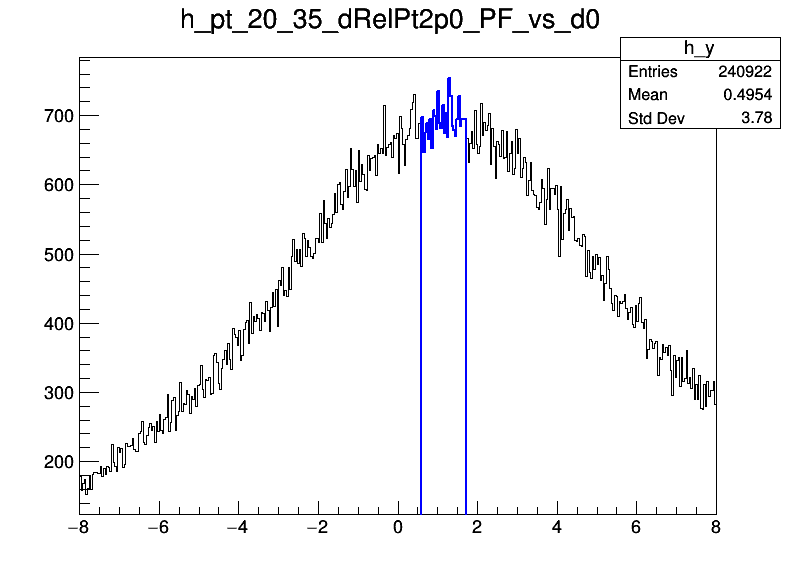 h_pt_20_35_dRelPt2p0_PF_vs_d0
h_y
Entries 240922
Mean 0.4954
Std Dev 3.78
700
600
500
400
300
200
−8 −6 −4 −2 0 2 4 6 8